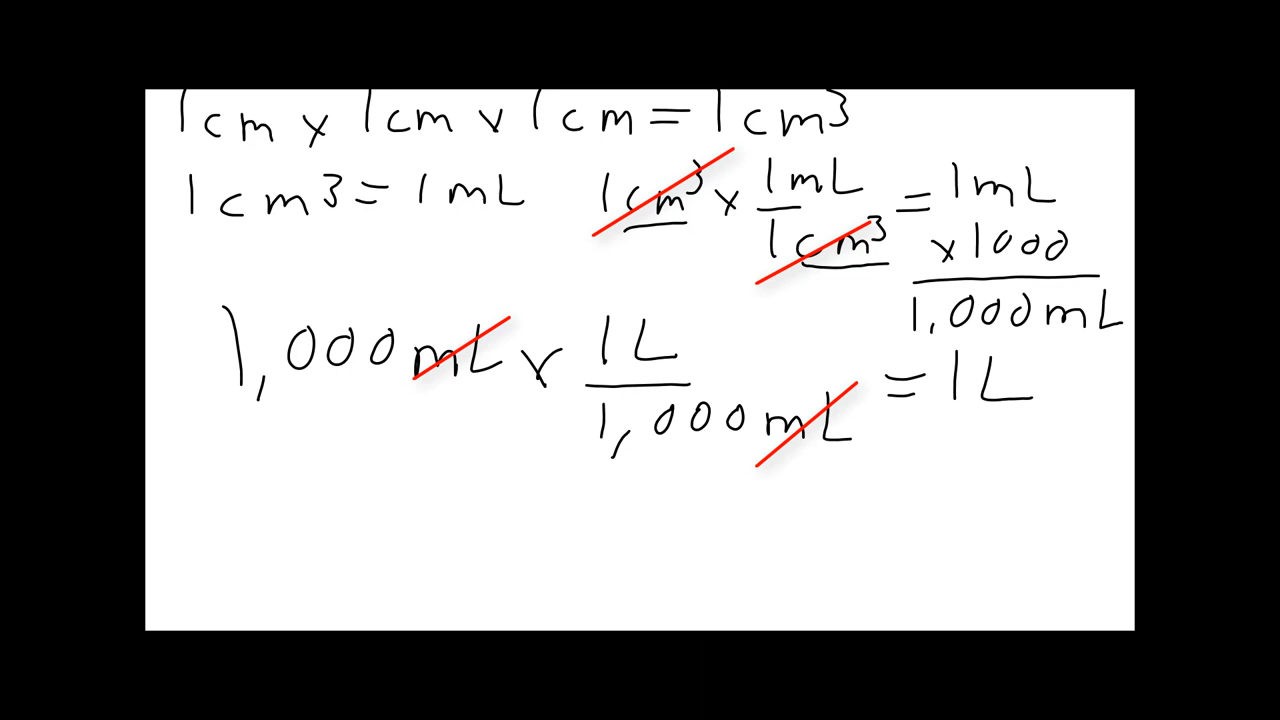 1cm x 1cm x 1cm = 1cm³
1cm³ = 1mL 1cm³ x 1mL / 1cm³ = 1mL
x1000
1,000mL
1,000mL x 1L / 1,000mL = 1L